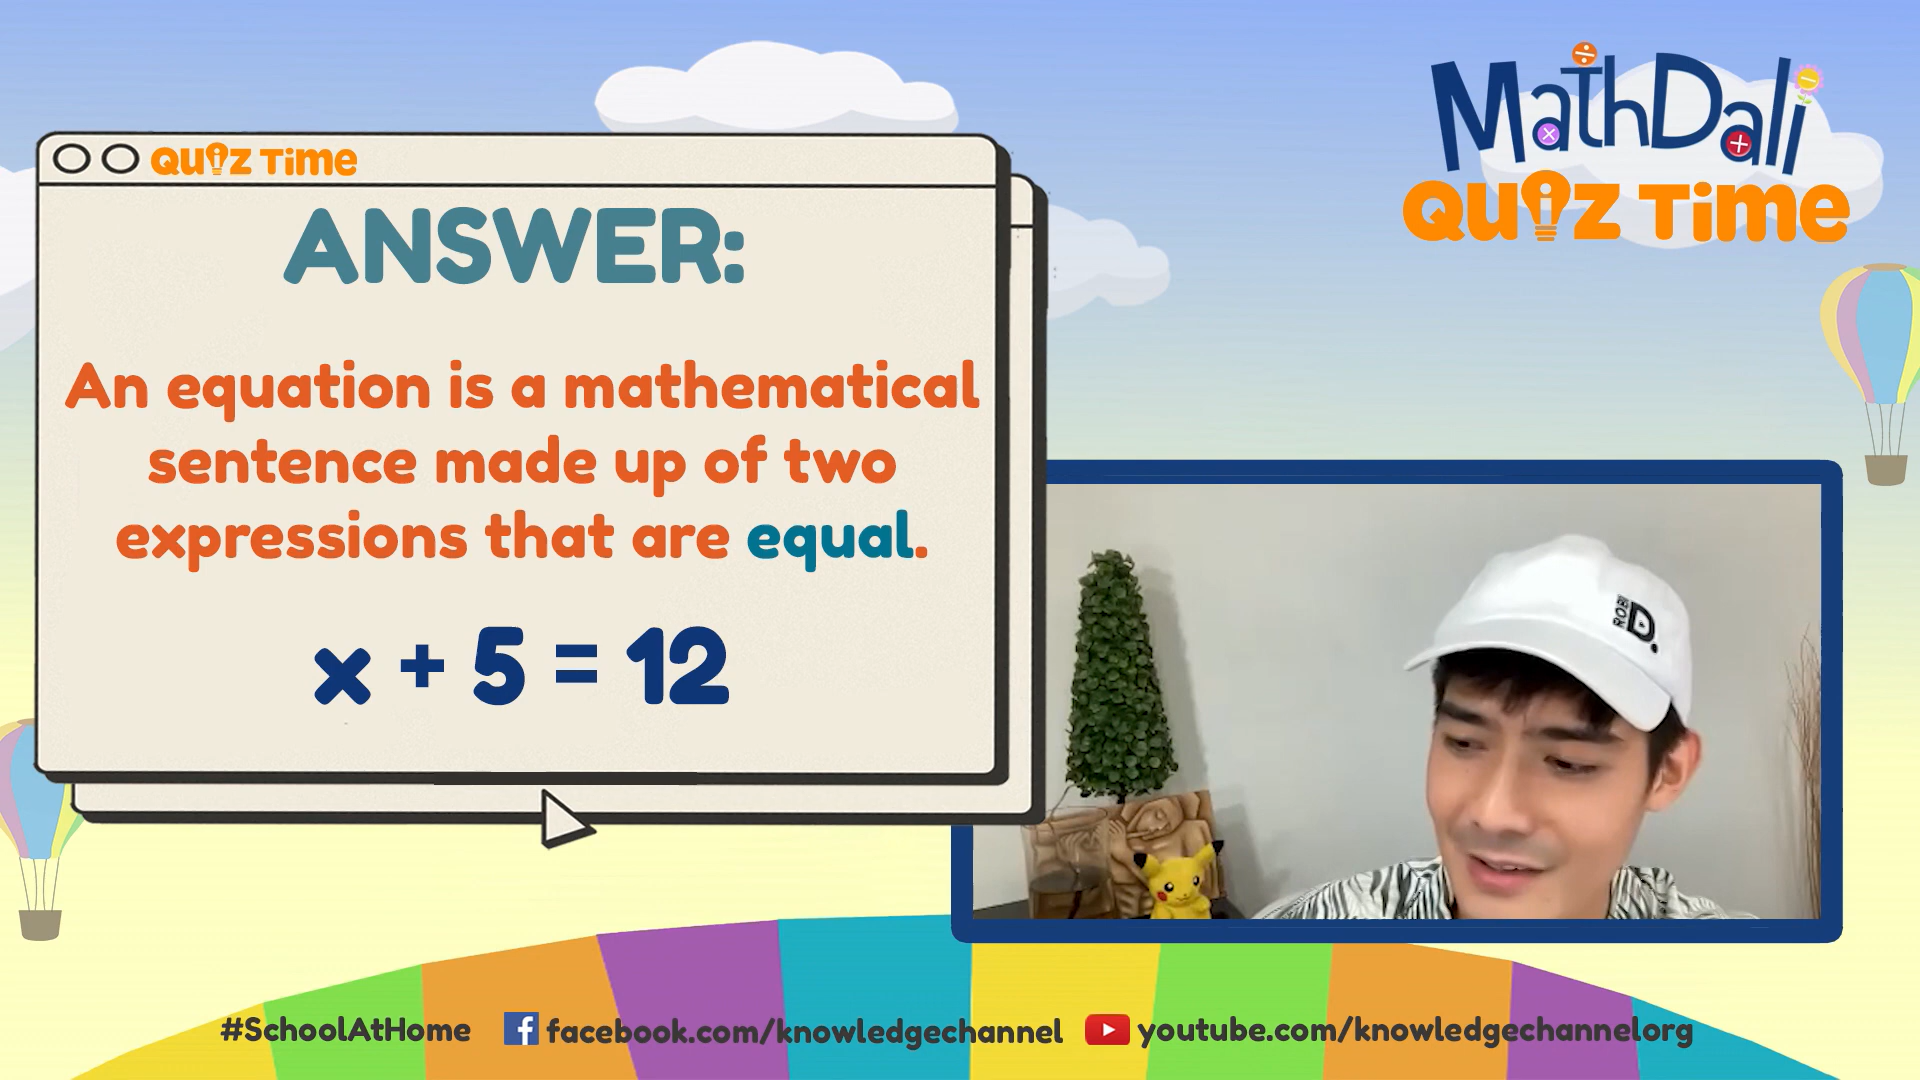 QUiZ TiMe
ANSWER:
An equation is a mathematical
sentence made up of two
expressions that are equal.
x + 5 = 12
MathDali
QUiZ TiMe
ROBI
D.
#SchoolAtHome
facebook.com/knowledgechannel
youtube.com/knowledgechannelorg